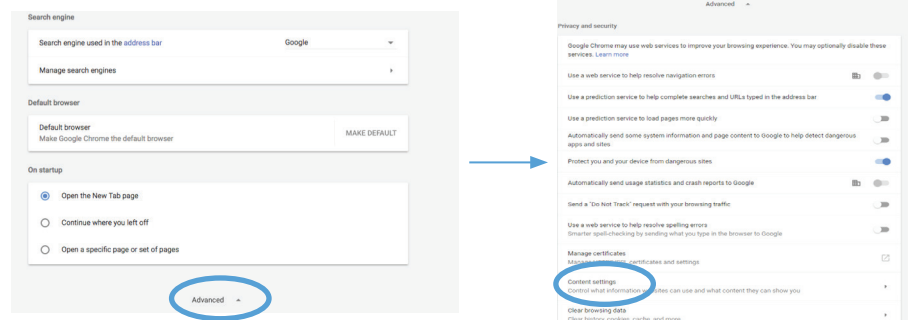 Search engine
Search engine used in the address bar
Google
Manage search engines
Default browser
Default browser
Make Google Chrome the default browser
MAKE DEFAULT
On startup
Open the New Tab page
Continue where you left off
Open a specific page or set of pages
Advanced
Advanced
Privacy and security
Google Chrome may use web services to improve your browsing experience. You may optionally disable these
services. Learn more
Use a web service to help resolve navigation errors
Use a prediction service to help complete searches and URLs typed in the address bar
Use a prediction service to load pages more quickly
Automatically send some system information and page content to Google to help detect dangerous
apps and sites
Protect you and your device from dangerous sites
Automatically send usage statistics and crash reports to Google
Send a "Do Not Track" request with your browsing traffic
Use a web service to help resolve spelling errors
Smarter spell-checking by sending what you type in the browser to Google
Manage certificates
Manage certificates and settings
Content settings
Control what information websites can use and what content they can show you
Clear browsing data
Clear history, cookies, cache, and more